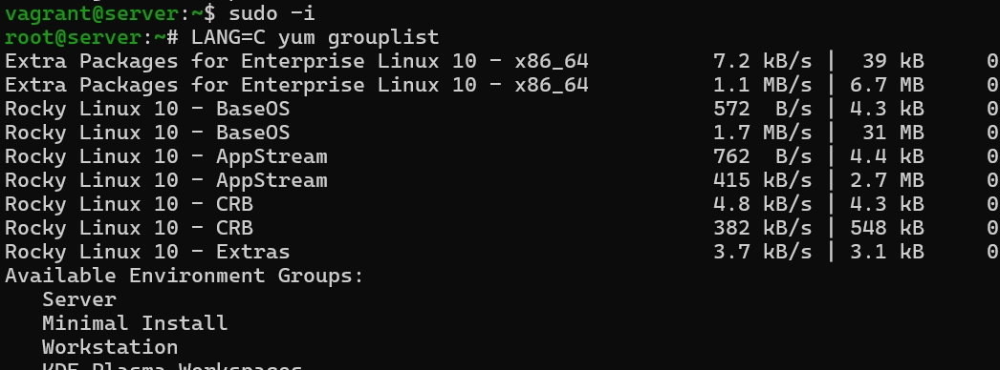 vagrant@server:~$ sudo -i
root@server:~# LANG=C yum grouplist
Extra Packages for Enterprise Linux 10 - x86_64          7.2 kB/s |  39 kB     0
Extra Packages for Enterprise Linux 10 - x86_64          1.1 MB/s | 6.7 MB     0
Rocky Linux 10 - BaseOS                                  572  B/s | 4.3 kB     0
Rocky Linux 10 - BaseOS                                  1.7 MB/s |  31 MB     0
Rocky Linux 10 - AppStream                               762  B/s | 4.4 kB     0
Rocky Linux 10 - AppStream                               415 kB/s | 2.7 MB     0
Rocky Linux 10 - CRB                                     4.8 kB/s | 4.3 kB     0
Rocky Linux 10 - CRB                                     382 kB/s | 548 kB     0
Rocky Linux 10 - Extras                                  3.7 kB/s | 3.1 kB     0
Available Environment Groups:
   Server
   Minimal Install
   Workstation
   KDE Plasma Workspaces